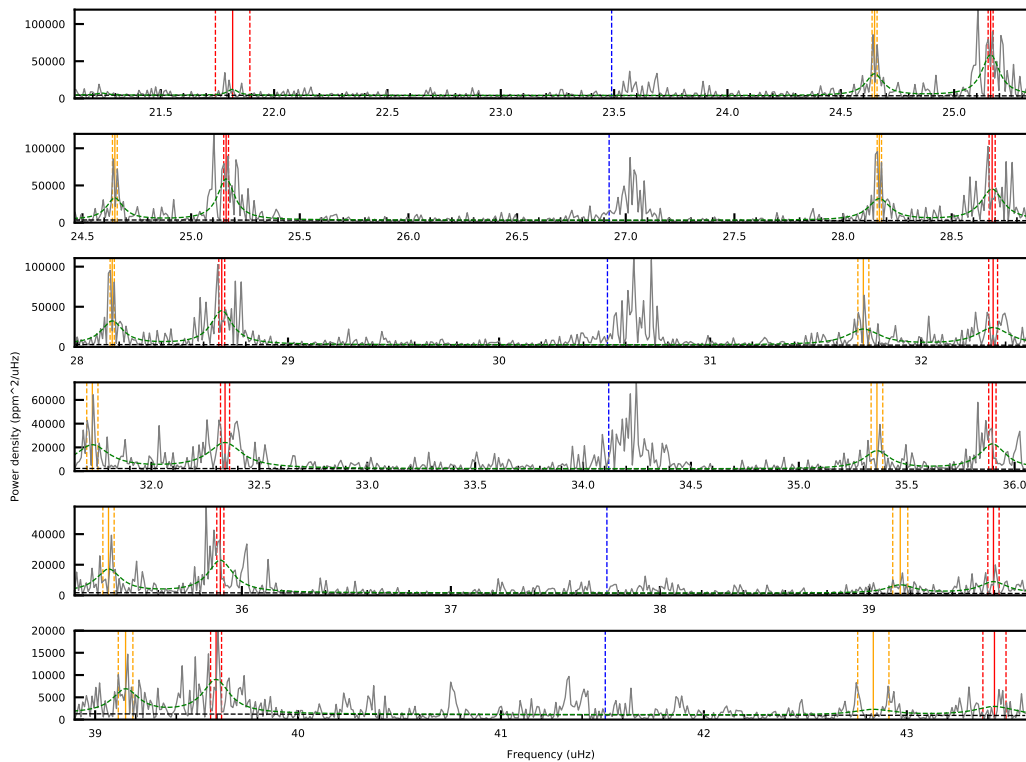 100000
50000
0
21.5 22.0 22.5 23.0 23.5 24.0 24.5 25.0
100000
50000
0
24.5 25.0 25.5 26.0 26.5 27.0 27.5 28.0 28.5
100000
50000
0
28 29 30 31 32
60000
40000
20000
0
32.0 32.5 33.0 33.5 34.0 34.5 35.0 35.5 36.0
40000
20000
0
36 37 38 39
20000
15000
10000
5000
0
39 40 41 42 43
Power density (ppm^2/uHz)
Frequency (uHz)